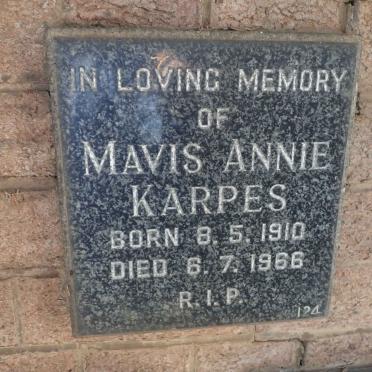 IN LOVING MEMORY
OF
MAVIS ANNIE
KARPES
BORN 8.5.1910
DIED 6.7.1966
R.I.P.
124